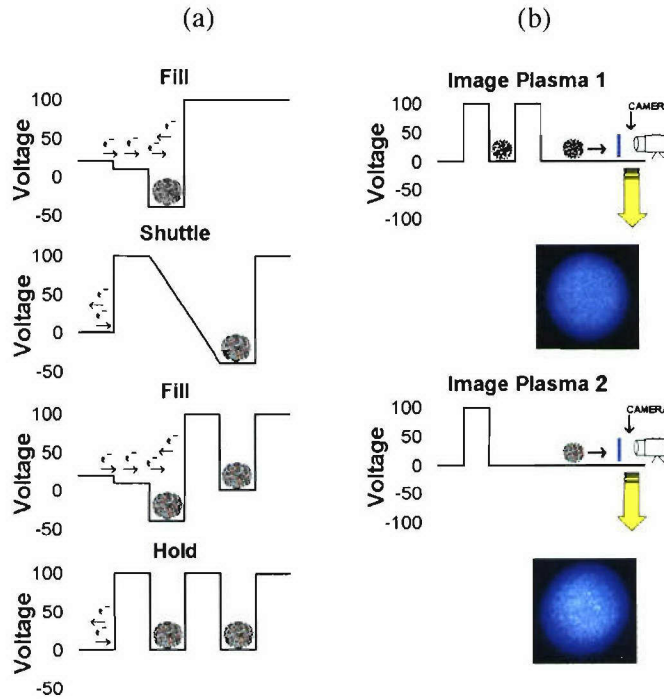 (a)
Fill
100
50
0
-50
Voltage
e⁻ e⁻ e⁻ e⁻
Shuttle
100
50
0
-50
Voltage
e⁻
e⁻
Fill
100
50
0
-50
Voltage
e⁻ e⁻ e⁻ e⁻
Hold
100
50
0
-50
Voltage
e⁻
e⁻
(b)
Image Plasma 1
100
50
0
-50
-100
Voltage
CAMERA
Image Plasma 2
100
50
0
-50
-100
Voltage
CAMERA